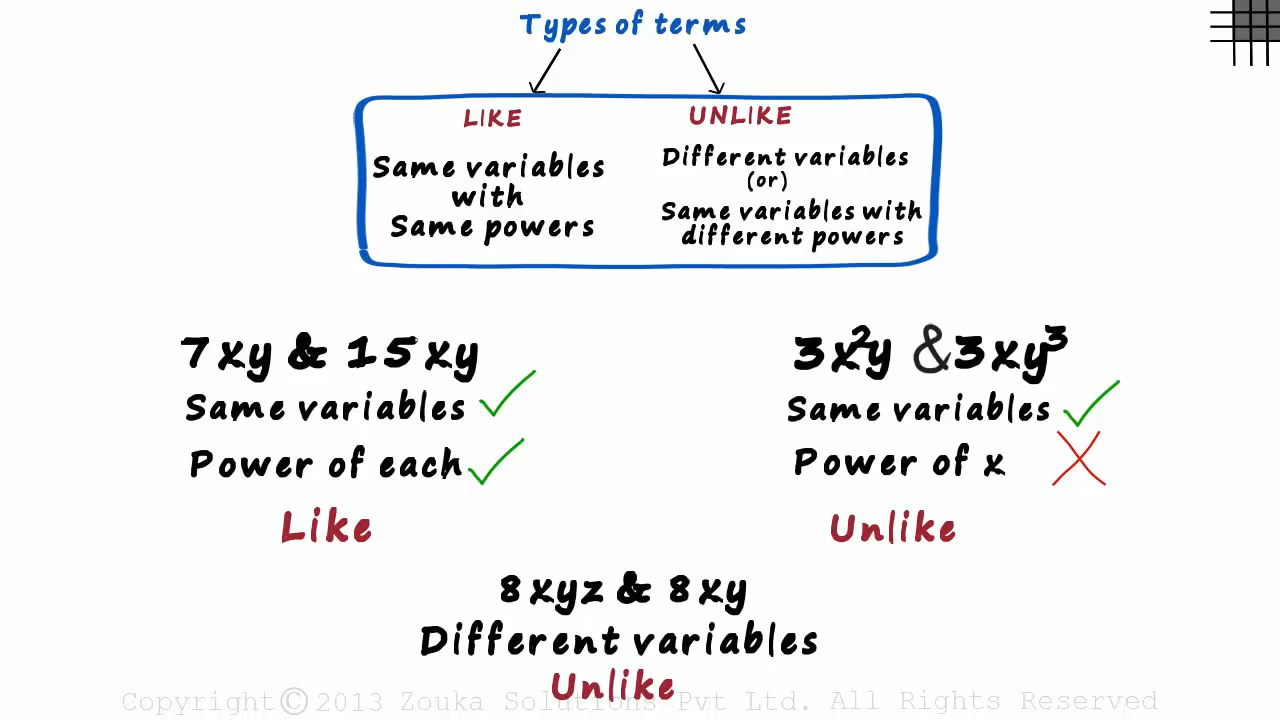 Types of terms
LIKE
Same variables
with
Same powers
UNLIKE
Different variables
(or)
Same variables with
different powers
7xy & 15xy
Same variables
Power of each
Like
3x²y & 3xy³
Same variables
Power of x
Unlike
8xyz & 8xy
Different variables
Unlike
Copyright © 2013 Zouka Solutions Pvt Ltd. All Rights Reserved